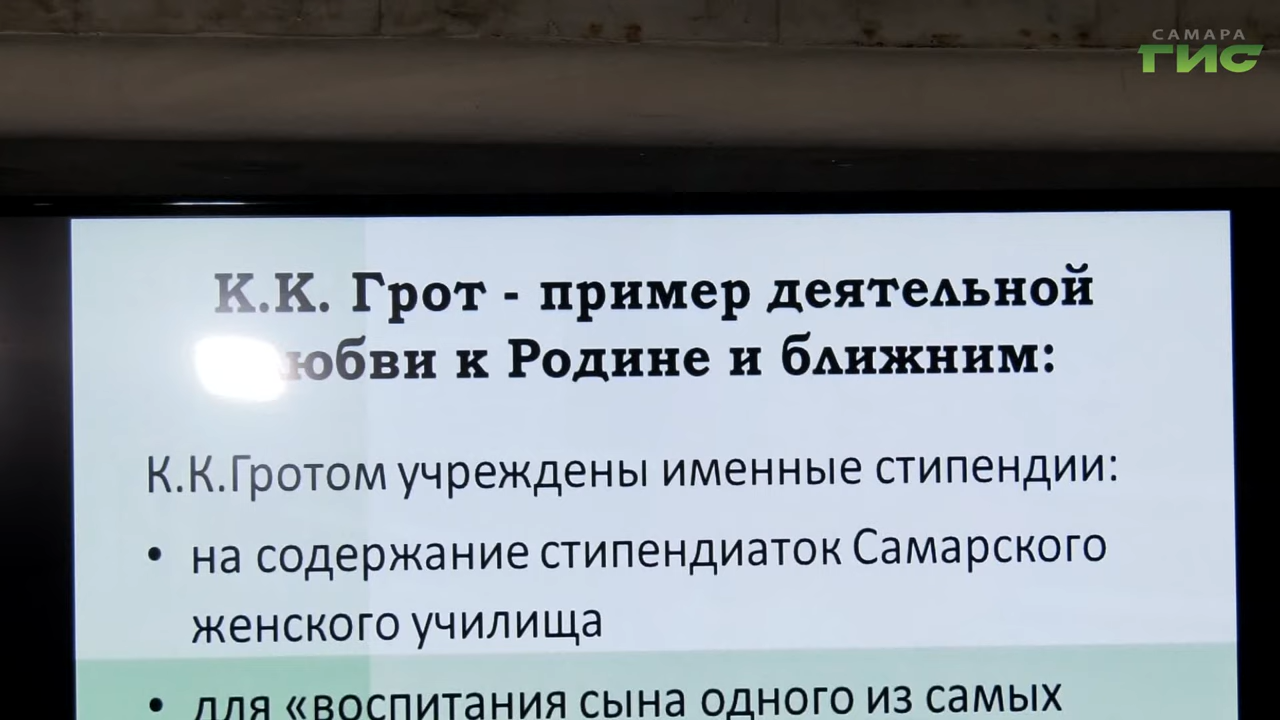 САМАРА
ГИС
К.К. Грот - пример деятельной
любви к Родине и ближним:
К.К.Гротом учреждены именные стипендии:
• на содержание стипендиаток Самарского
женского училища
• для «воспитания сына одного из самых